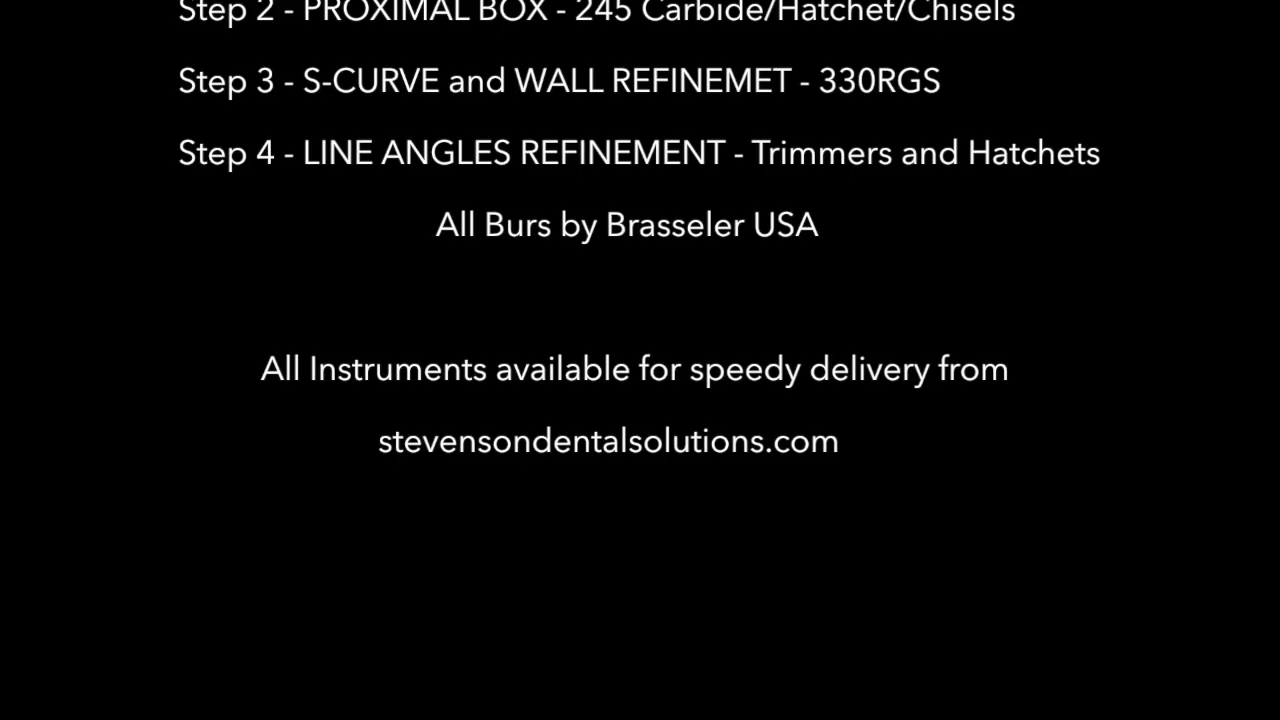 Step 2 - PROXIMAL BOX - 245 Carbide/Hatchet/Chisels
Step 3 - S-CURVE and WALL REFINEMET - 330RGS
Step 4 - LINE ANGLES REFINEMENT - Trimmers and Hatchets
All Burs by Brasseler USA
All Instruments available for speedy delivery from
stevensondentalsolutions.com